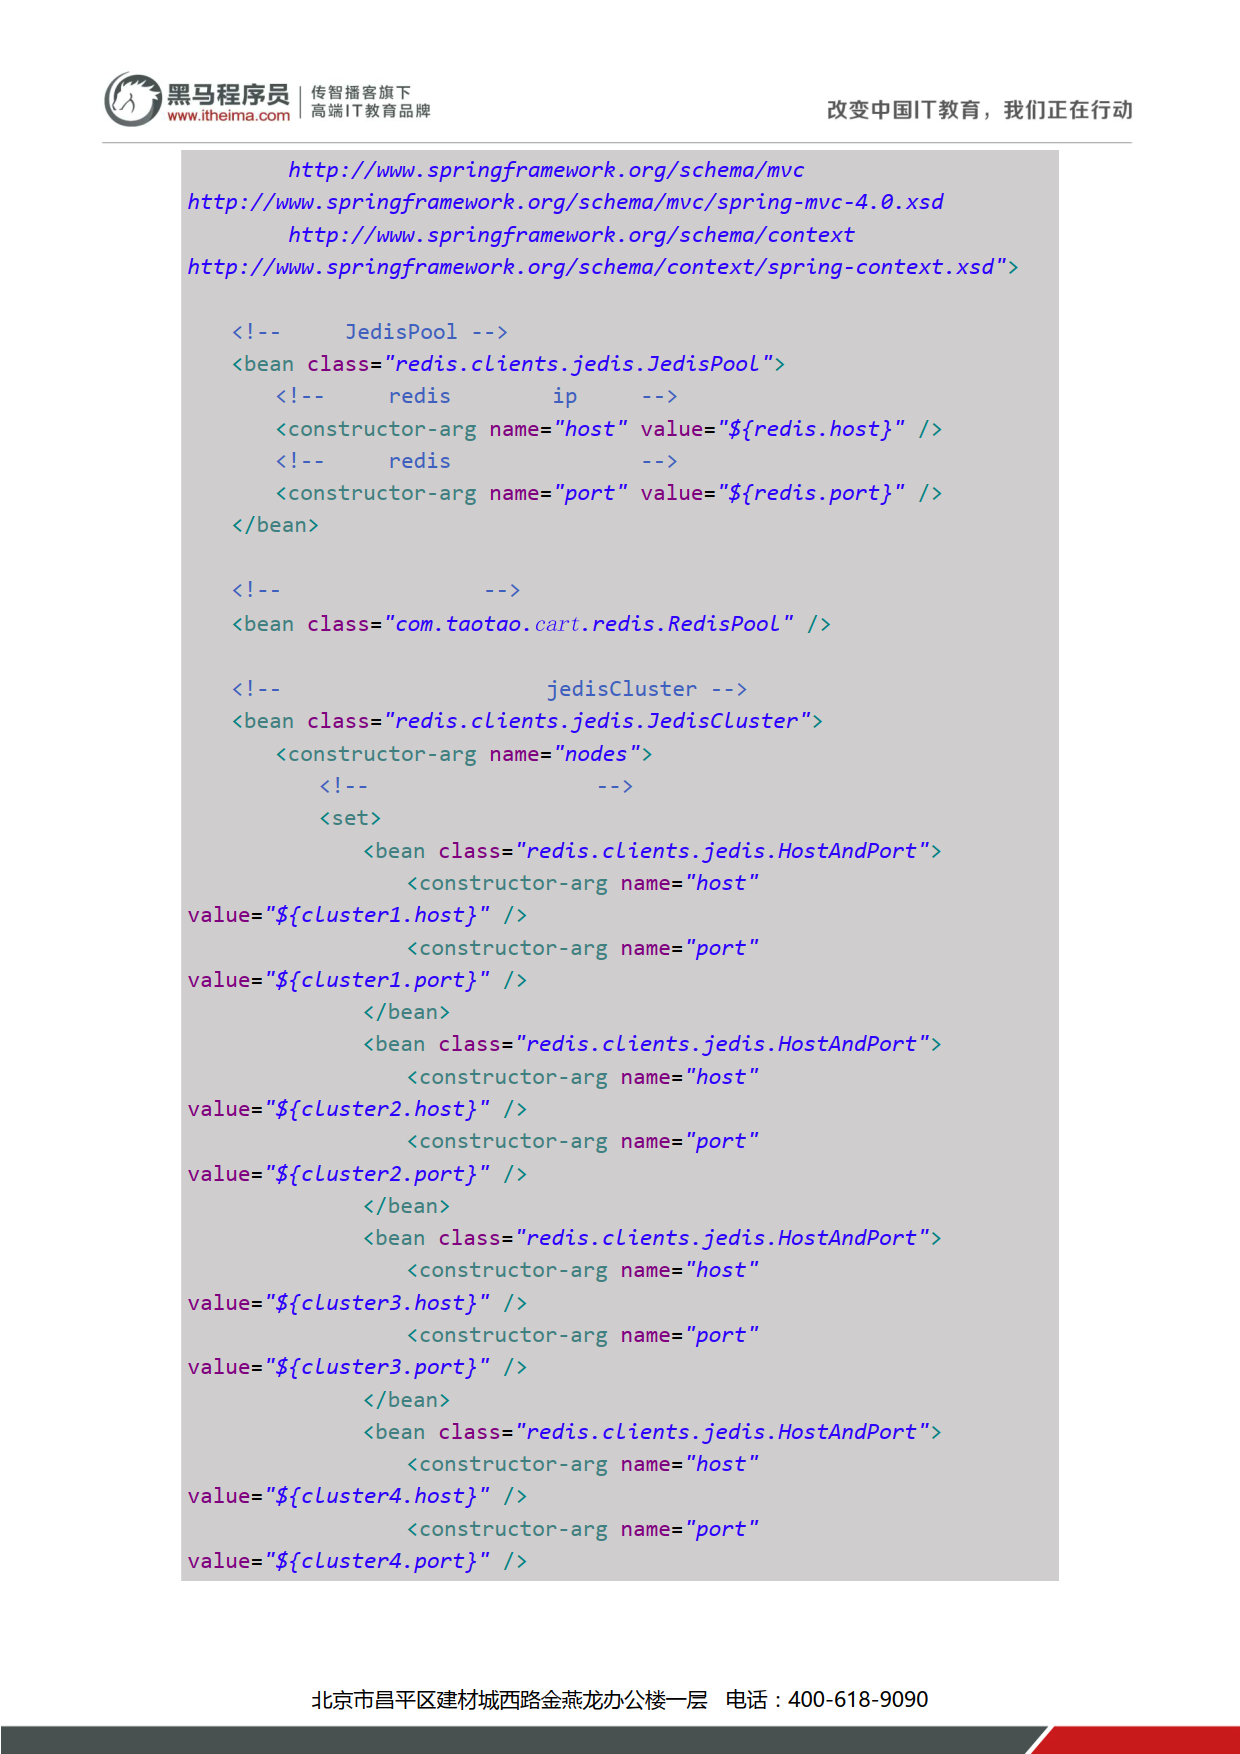 黑马程序员
www.itheima.com
传智播客旗下
高端IT教育品牌
改变中国IT教育，我们正在行动
http://www.springframework.org/schema/mvc
http://www.springframework.org/schema/mvc/spring-mvc-4.0.xsd
http://www.springframework.org/schema/context
http://www.springframework.org/schema/context/spring-context.xsd">
<!-- JedisPool -->
<bean class="redis.clients.jedis.JedisPool">
<!-- redis ip -->
<constructor-arg name="host" value="${redis.host}" />
<!-- redis -->
<constructor-arg name="port" value="${redis.port}" />
</bean>
<!-- -->
<bean class="com.taotao.cart.redis.RedisPool" />
<!-- jedisCluster -->
<bean class="redis.clients.jedis.JedisCluster">
<constructor-arg name="nodes">
<!-- -->
<set>
<bean class="redis.clients.jedis.HostAndPort">
<constructor-arg name="host"
value="${cluster1.host}" />
<constructor-arg name="port"
value="${cluster1.port}" />
</bean>
<bean class="redis.clients.jedis.HostAndPort">
<constructor-arg name="host"
value="${cluster2.host}" />
<constructor-arg name="port"
value="${cluster2.port}" />
</bean>
<bean class="redis.clients.jedis.HostAndPort">
<constructor-arg name="host"
value="${cluster3.host}" />
<constructor-arg name="port"
value="${cluster3.port}" />
</bean>
<bean class="redis.clients.jedis.HostAndPort">
<constructor-arg name="host"
value="${cluster4.host}" />
<constructor-arg name="port"
value="${cluster4.port}" />
北京市昌平区建材城西路金燕龙办公楼一层 电话：400-618-9090